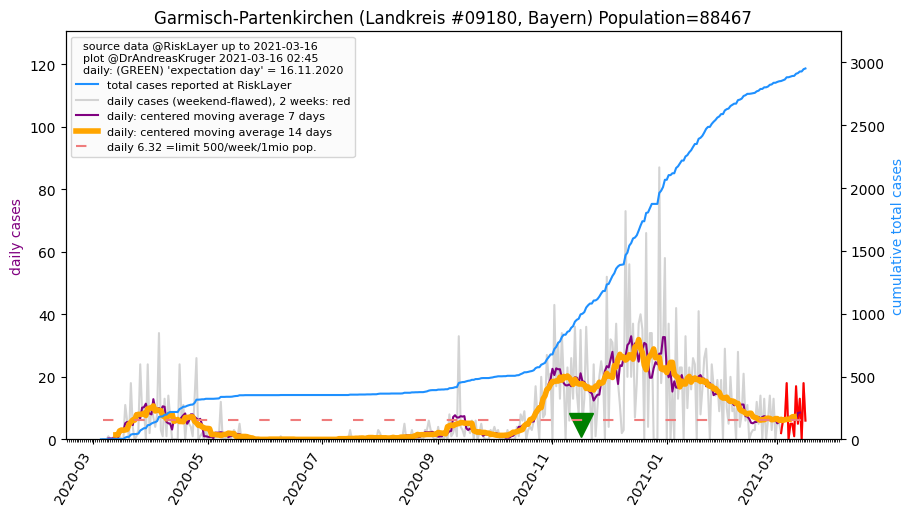 Garmisch-Partenkirchen (Landkreis #09180, Bayern) Population=88467
source data @RiskLayer up to 2021-03-16
plot @DrAndreasKruger 2021-03-16 02:45
daily: (GREEN) 'expectation day' = 16.11.2020
total cases reported at RiskLayer
daily cases (weekend-flawed), 2 weeks: red
daily: centered moving average 7 days
daily: centered moving average 14 days
daily 6.32 =limit 500/week/1mio pop.
daily cases
120
100
80
60
40
20
0
cumulative total cases
3000
2500
2000
1500
1000
500
0
2020-03
2020-05
2020-07
2020-09
2020-11
2021-01
2021-03